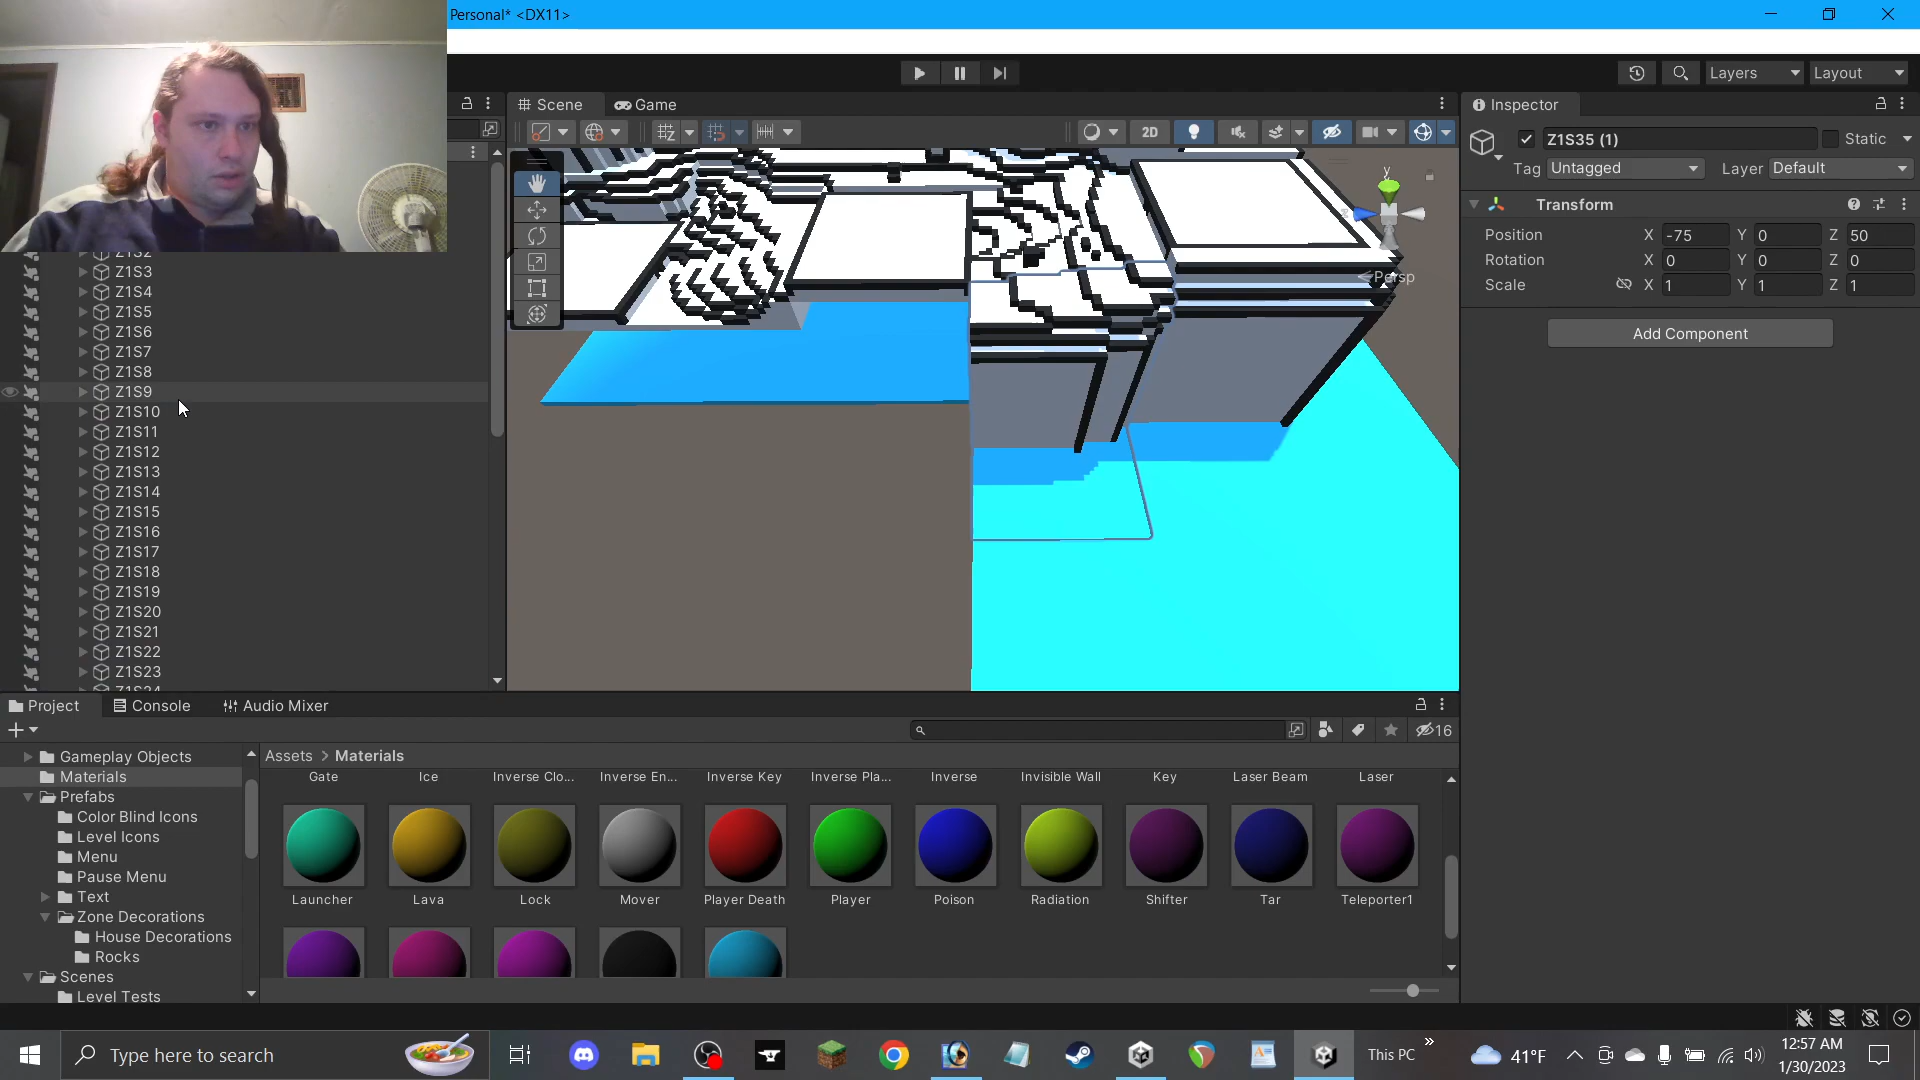 Personal* <DX11>
Layers
Layout
Scene
Game
Inspector
2D
Z1S35 (1)
Static
Tag Untagged
Layer Default
Transform
Position X -75 Y 0 Z 50
Rotation X 0 Y 0 Z 0
Scale X 1 Y 1 Z 1
Add Component
y
Persp
Z1S2
Z1S3
Z1S4
Z1S5
Z1S6
Z1S7
Z1S8
Z1S9
Z1S10
Z1S11
Z1S12
Z1S13
Z1S14
Z1S15
Z1S16
Z1S17
Z1S18
Z1S19
Z1S20
Z1S21
Z1S22
Z1S23
Z1S24
Project
Console
Audio Mixer
16
Gameplay Objects
Materials
Prefabs
Color Blind Icons
Level Icons
Menu
Pause Menu
Text
Zone Decorations
House Decorations
Rocks
Scenes
Level Tests
Assets > Materials
Gate Ice Inverse Clo... Inverse En... Inverse Key Inverse Pla... Inverse Invisible Wall Key Laser Beam Laser
Launcher Lava Lock Mover Player Death Player Poison Radiation Shifter Tar Teleporter1
Type here to search
This PC
»
41°F
12:57 AM
1/30/2023